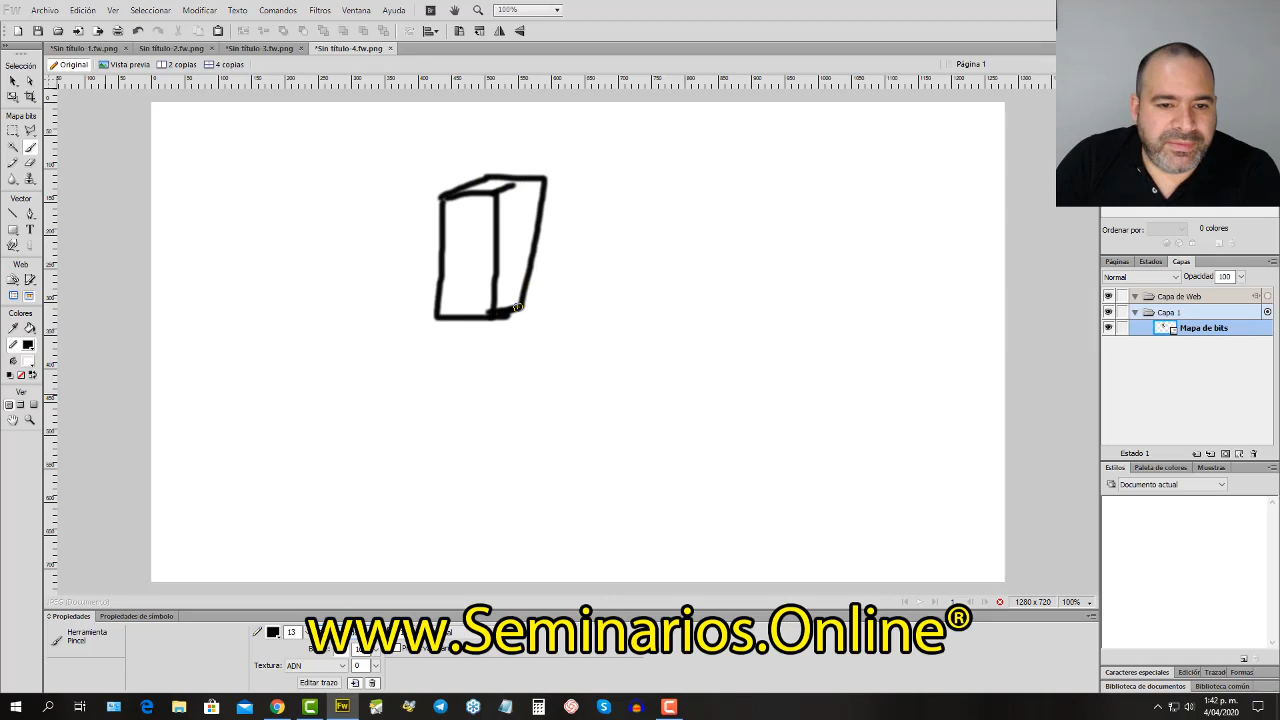 Fw Archivo Edición Ver Seleccionar Modificar Texto Comandos Filtros Ventana Ayuda Br 100%
*Sin título-1.fw.png × Sin título-2.fw.png × *Sin título-3.fw.png × *Sin título-4.fw.png ×
Original Vista previa 2 copias 4 copias Página 1
Selección
Mapa bits
Vector
Web
Colores
Ver
Ordenar por: 0 colores
Páginas Estados Capas
Normal Opacidad 100
Capa de Web
Capa 1
Mapa de bits
Estado 1
Estilos Paleta de colores Muestras
Documento actual
JPEG (Documento) 1280 x 720 100%
Propiedades Propiedades de símbolo
Herramienta
Pincel
13
Textura: ADN 0
Editar trazo
www.Seminarios.Online®
Caracteres especiales Edición Trazad Formas
Biblioteca de documentos Biblioteca común
1:42 p. m.
4/04/2020